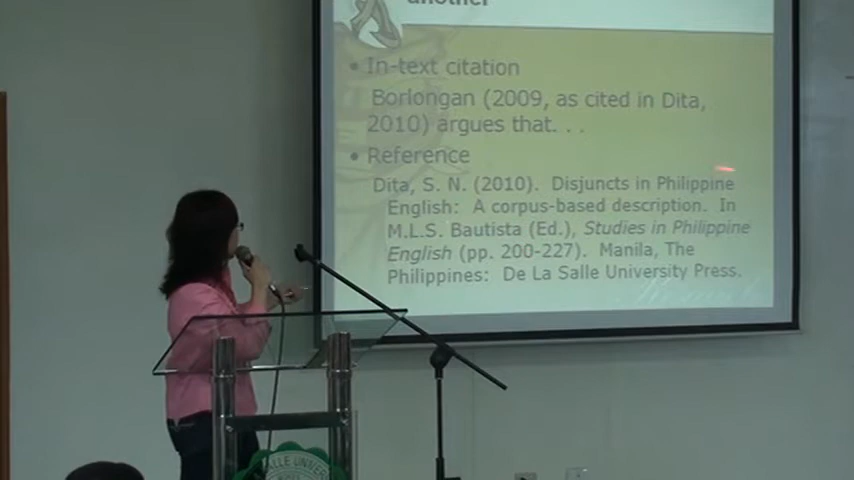 another
• In-text citation
Borlongan (2009, as cited in Dita,
2010) argues that. . .
• Reference
Dita, S. N. (2010). Disjuncts in Philippine
English: A corpus-based description. In
M.L.S. Bautista (Ed.), Studies in Philippine
English (pp. 200-227). Manila, The
Philippines: De La Salle University Press.
SALLE UNIVERSI